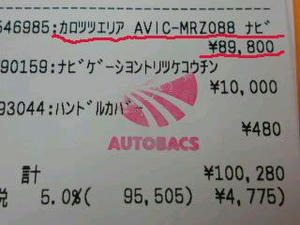 546985:カロツツエリア AVIC-MRZ088 ナビ
¥89,800
90159:ナビゲーシヨントリツケコウチン
¥10,000
93044:ハンドルカバー
¥480
AUTOBACS
計 ¥100,280
税 5.0%( 95,505) ¥4,775)